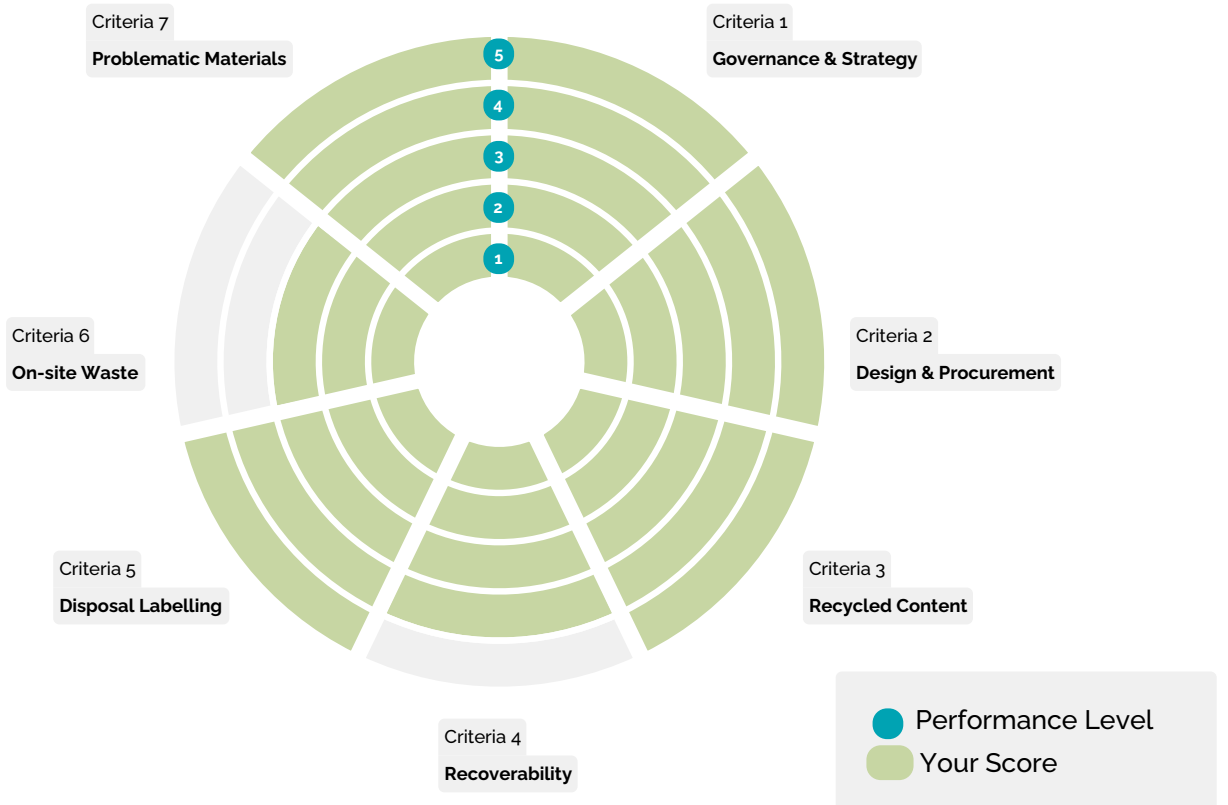 Criteria 7
Problematic Materials
Criteria 1
Governance & Strategy
5
4
3
2
1
Criteria 6
On-site Waste
Criteria 2
Design & Procurement
Criteria 5
Disposal Labelling
Criteria 3
Recycled Content
Criteria 4
Recoverability
Performance Level
Your Score